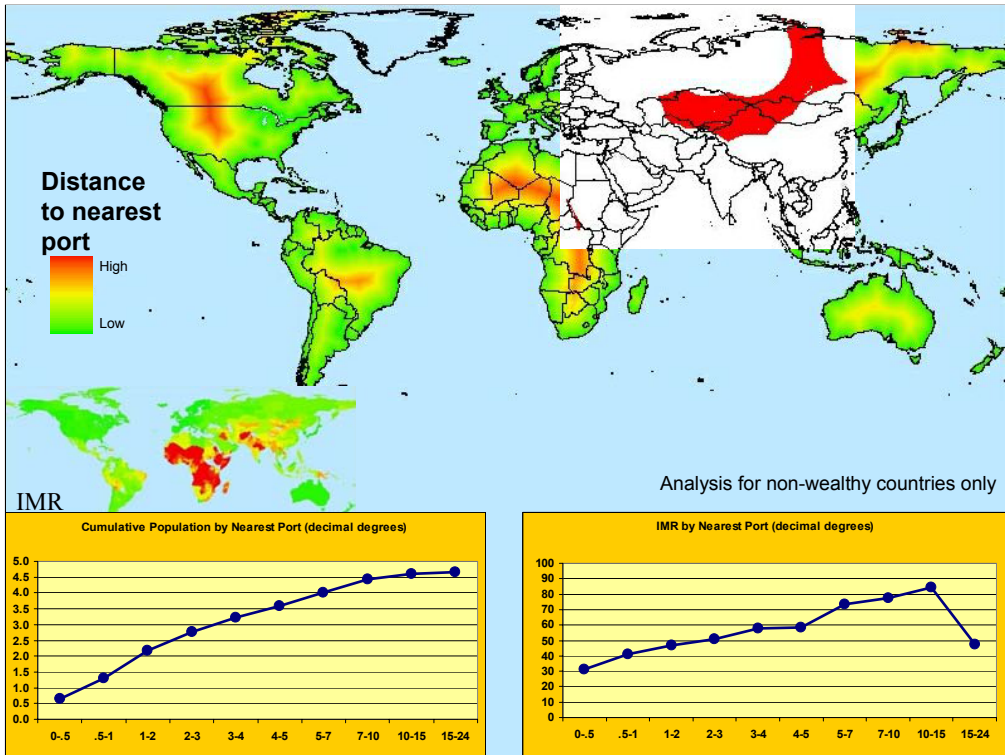 Distance
to nearest
port
High
Low
IMR
Analysis for non-wealthy countries only
Cumulative Population by Nearest Port (decimal degrees)
5.0
4.5
4.0
3.5
3.0
2.5
2.0
1.5
1.0
0.5
0.0
0-.5 .5-1 1-2 2-3 3-4 4-5 5-7 7-10 10-15 15-24
IMR by Nearest Port (decimal degrees)
100
90
80
70
60
50
40
30
20
10
0
0-.5 .5-1 1-2 2-3 3-4 4-5 5-7 7-10 10-15 15-24